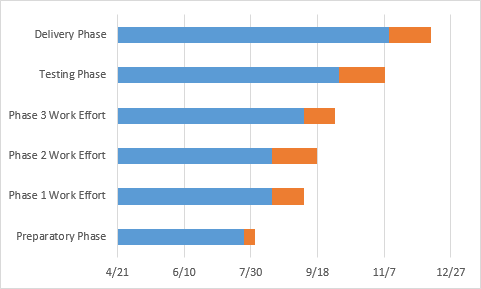 Delivery Phase
Testing Phase
Phase 3 Work Effort
Phase 2 Work Effort
Phase 1 Work Effort
Preparatory Phase
4/21 6/10 7/30 9/18 11/7 12/27